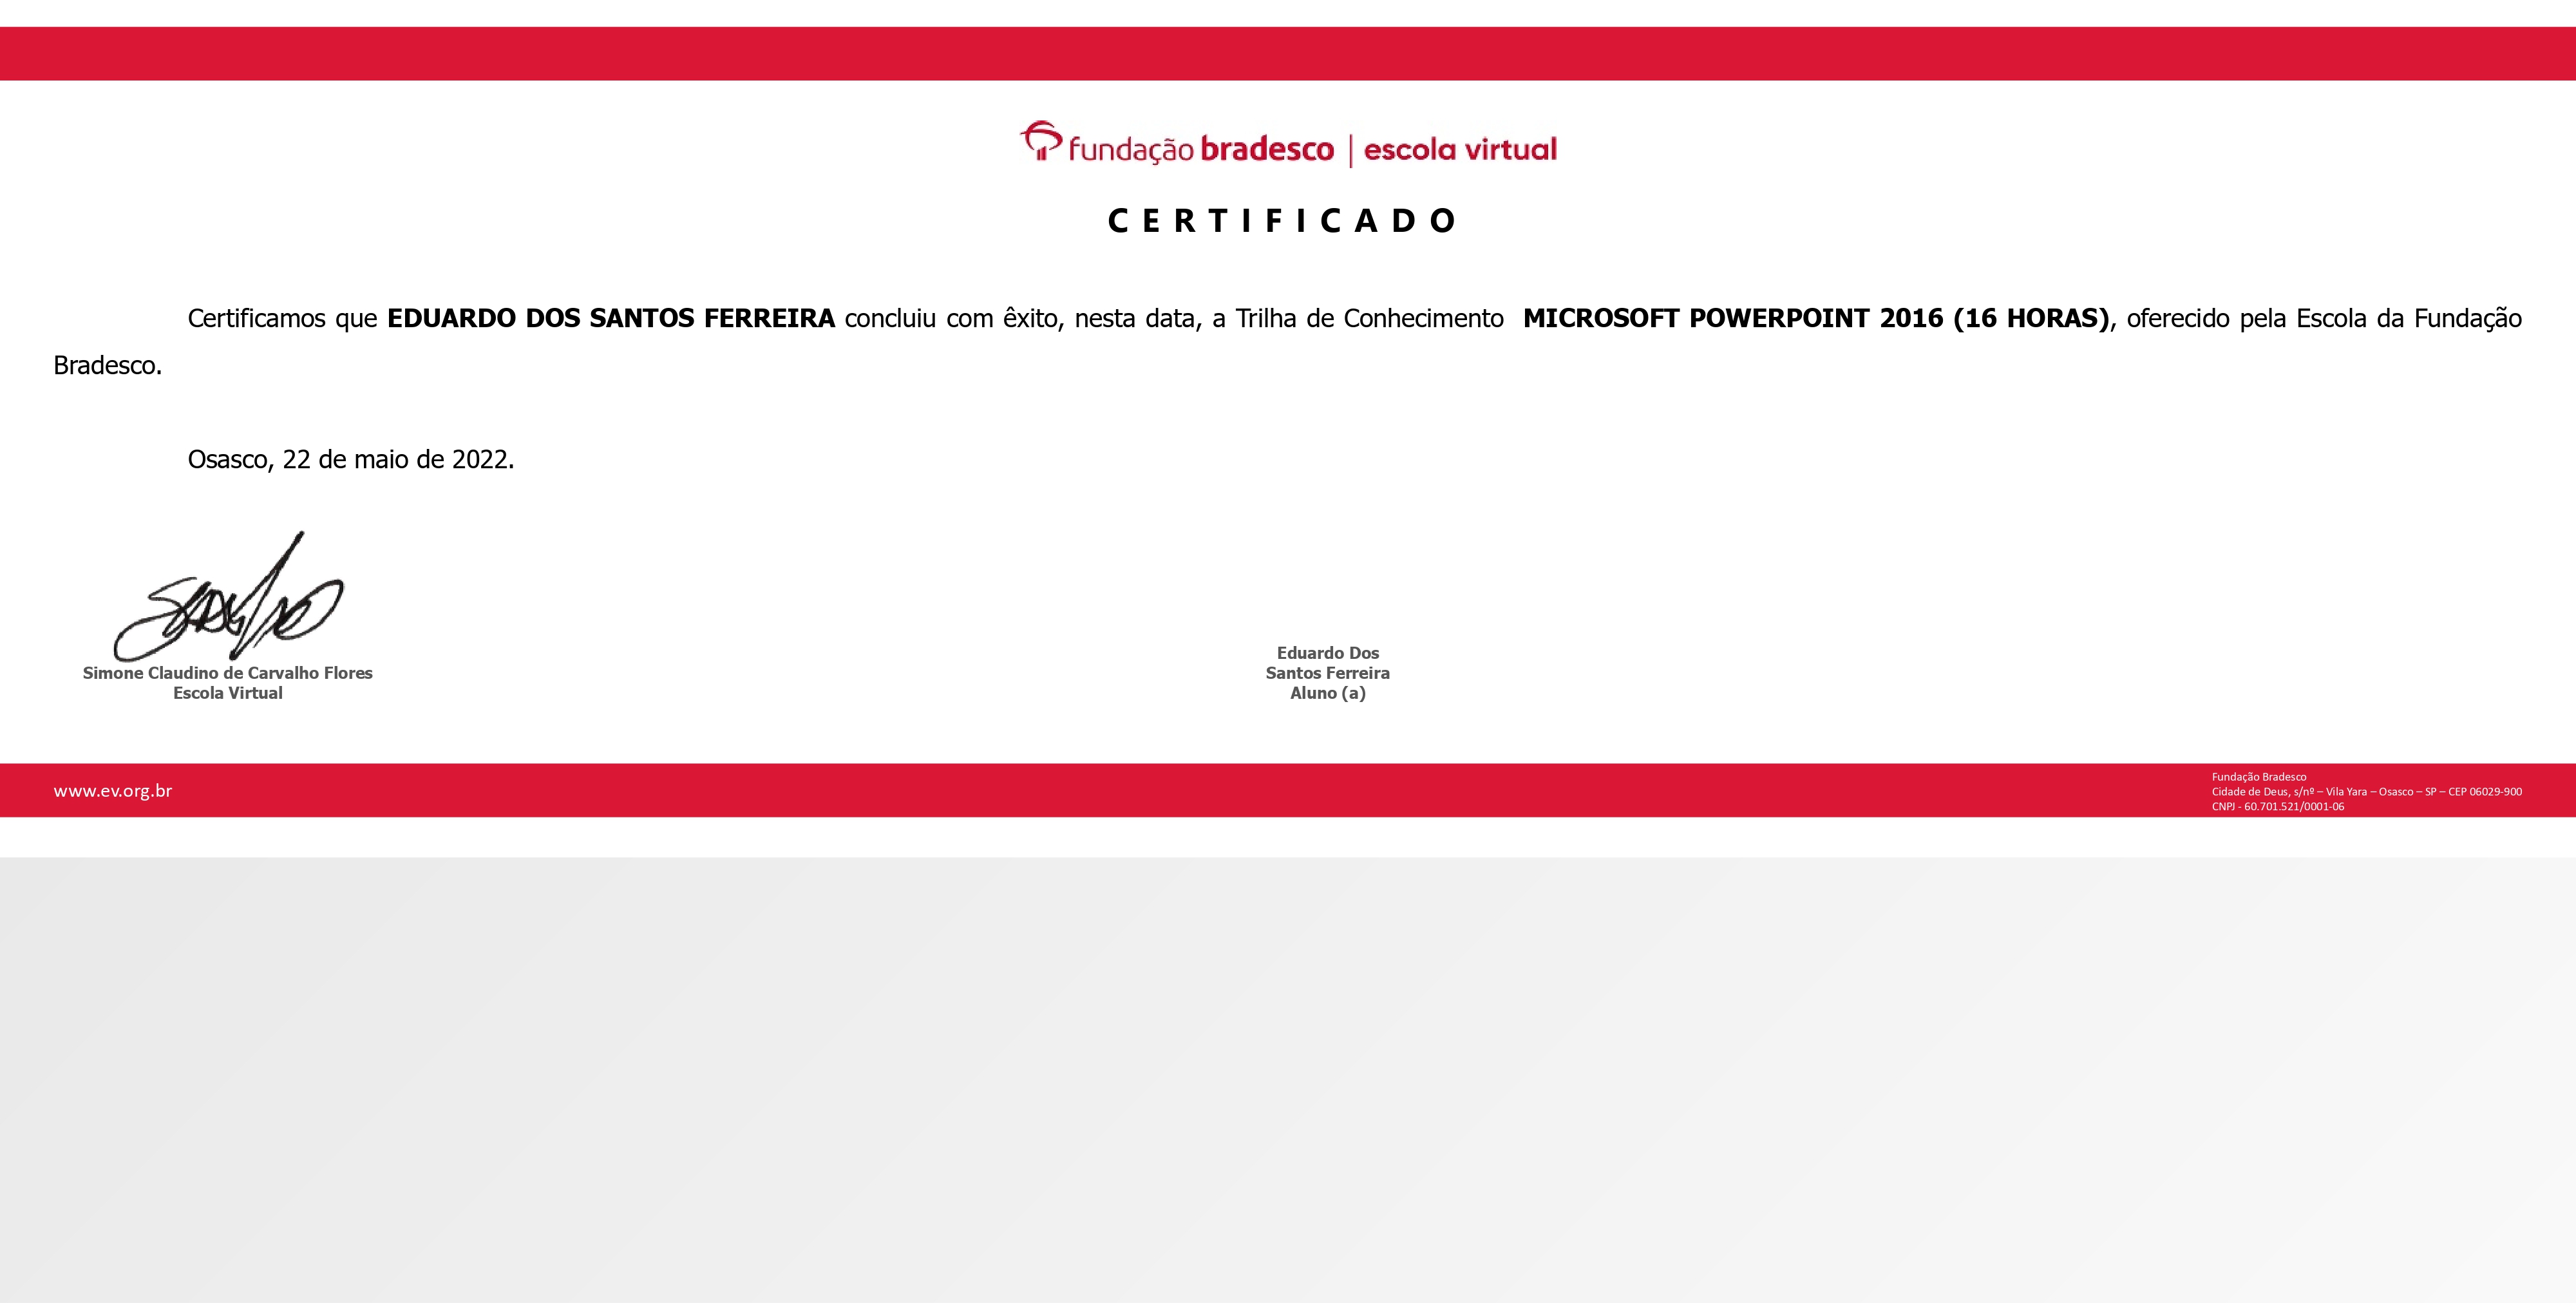 fundação bradesco | escola virtual
CERTIFICADO
Certificamos que EDUARDO DOS SANTOS FERREIRA concluiu com êxito, nesta data, a Trilha de Conhecimento MICROSOFT POWERPOINT 2016 (16 HORAS), oferecido pela Escola da Fundação
Bradesco.
Osasco, 22 de maio de 2022.
Simone Claudino de Carvalho Flores
Escola Virtual
Eduardo Dos
Santos Ferreira
Aluno (a)
www.ev.org.br
Fundação Bradesco
Cidade de Deus, s/nº – Vila Yara – Osasco – SP – CEP 06029-900
CNPJ - 60.701.521/0001-06